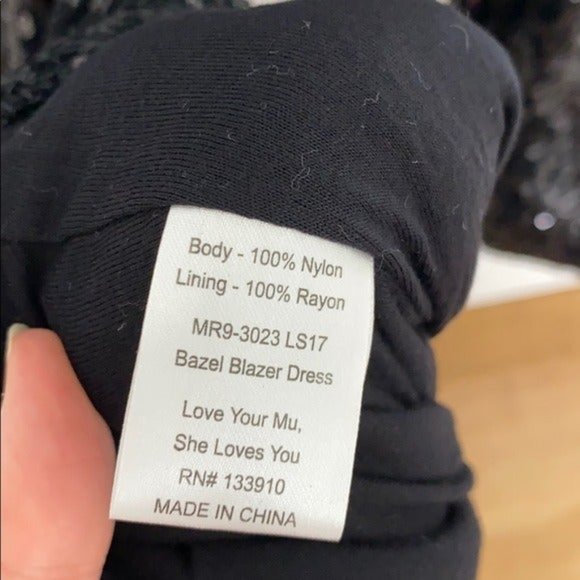 Body - 100% Nylon
Lining - 100% Rayon
MR9-3023 LS17
Bazel Blazer Dress
Love Your Mu,
She Loves You
RN# 133910
MADE IN CHINA